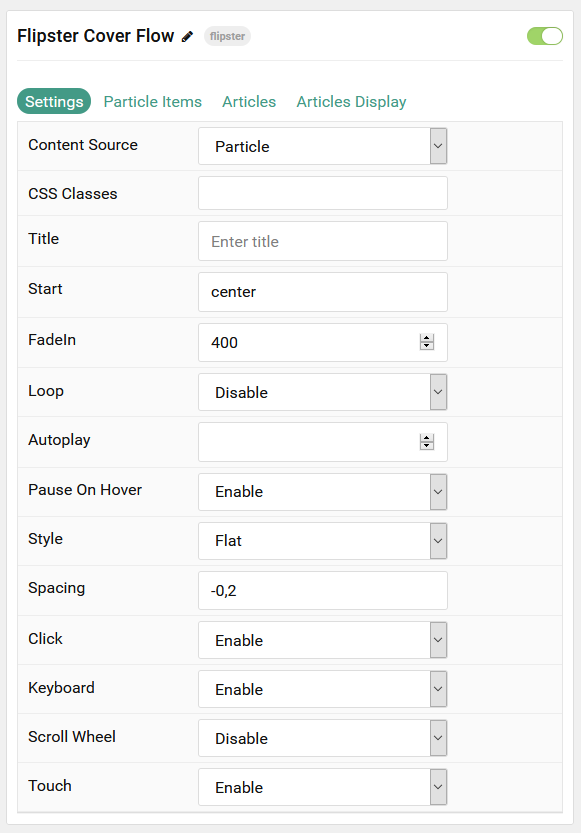 Flipster Cover Flow flipster
Settings Particle Items Articles Articles Display
Content Source Particle
CSS Classes
Title Enter title
Start center
FadeIn 400
Loop Disable
Autoplay
Pause On Hover Enable
Style Flat
Spacing -0,2
Click Enable
Keyboard Enable
Scroll Wheel Disable
Touch Enable